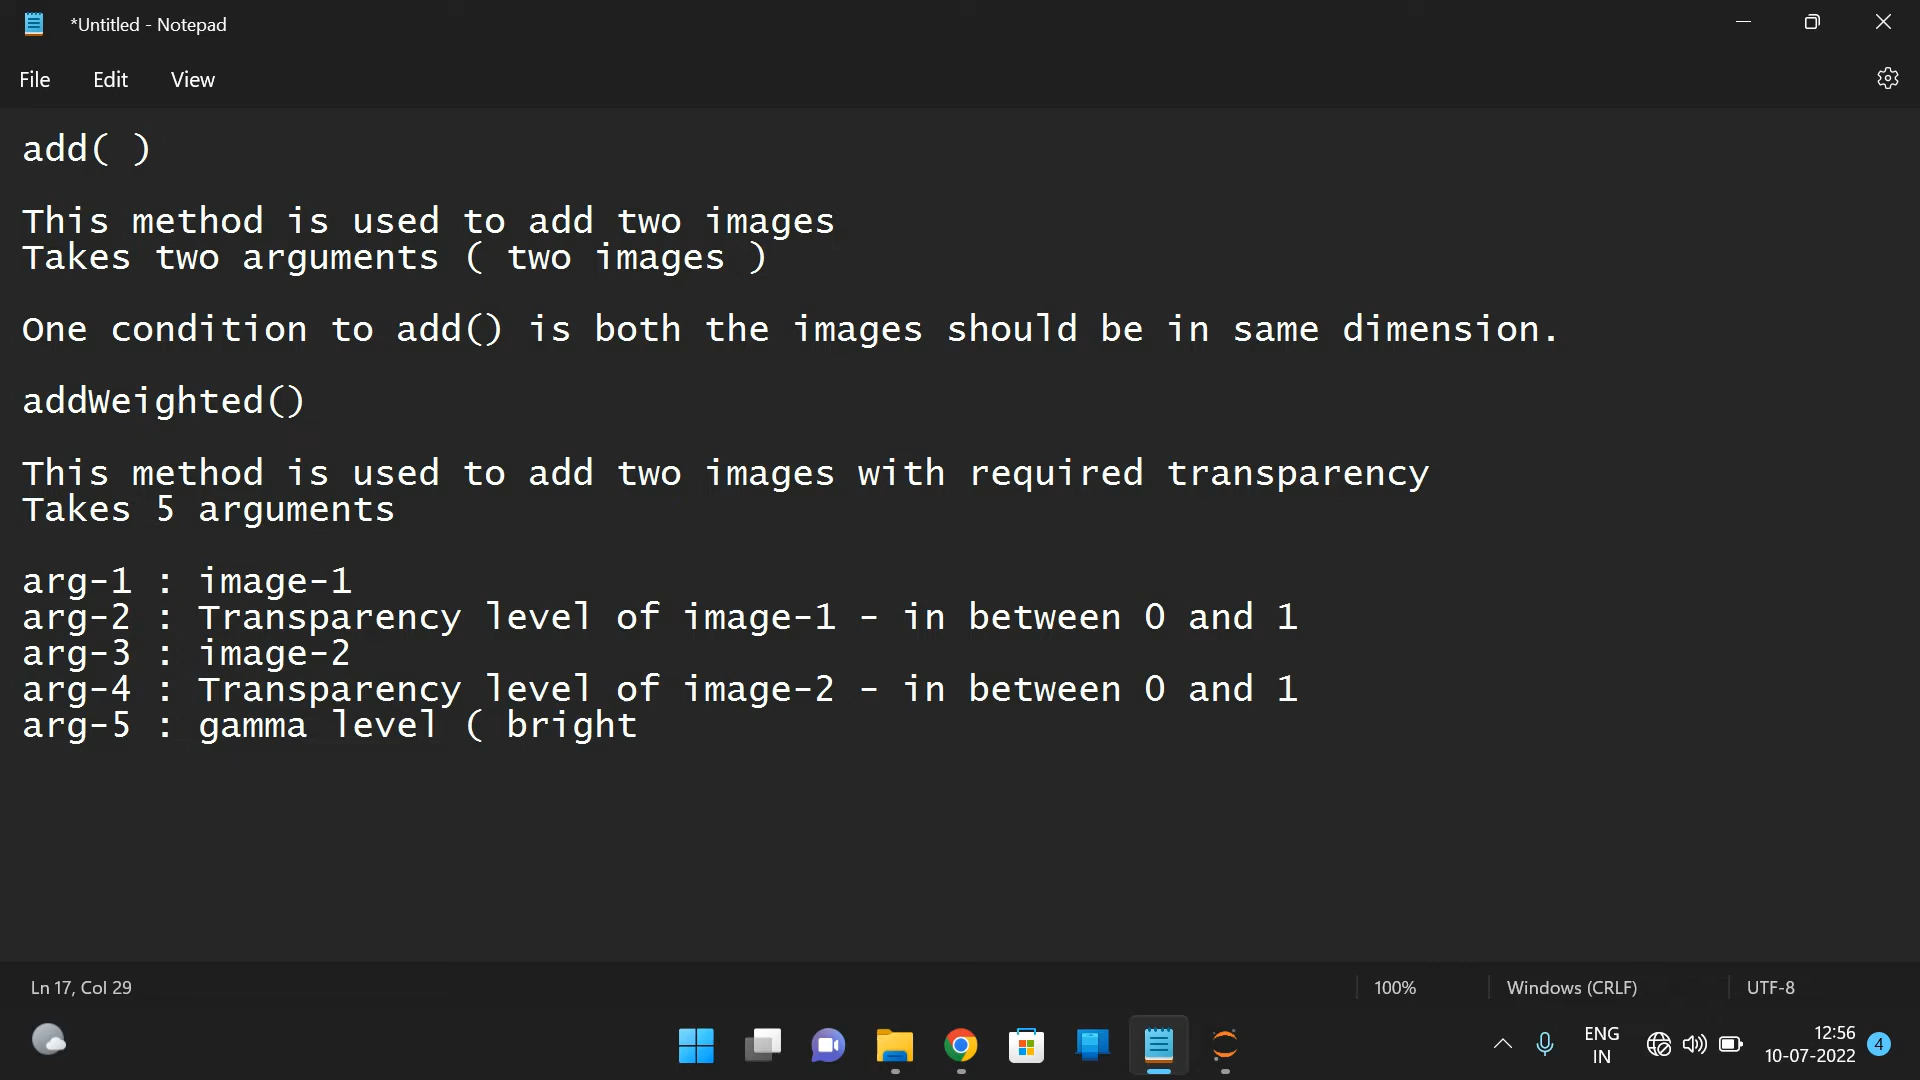 *Untitled - Notepad
File Edit View
add( )
This method is used to add two images
Takes two arguments ( two images )
One condition to add() is both the images should be in same dimension.
addWeighted()
This method is used to add two images with required transparency
Takes 5 arguments
arg-1 : image-1
arg-2 : Transparency level of image-1 - in between 0 and 1
arg-3 : image-2
arg-4 : Transparency level of image-2 - in between 0 and 1
arg-5 : gamma level ( bright
Ln 17, Col 29 100% Windows (CRLF) UTF-8
ENG 12:56
IN 10-07-2022 4